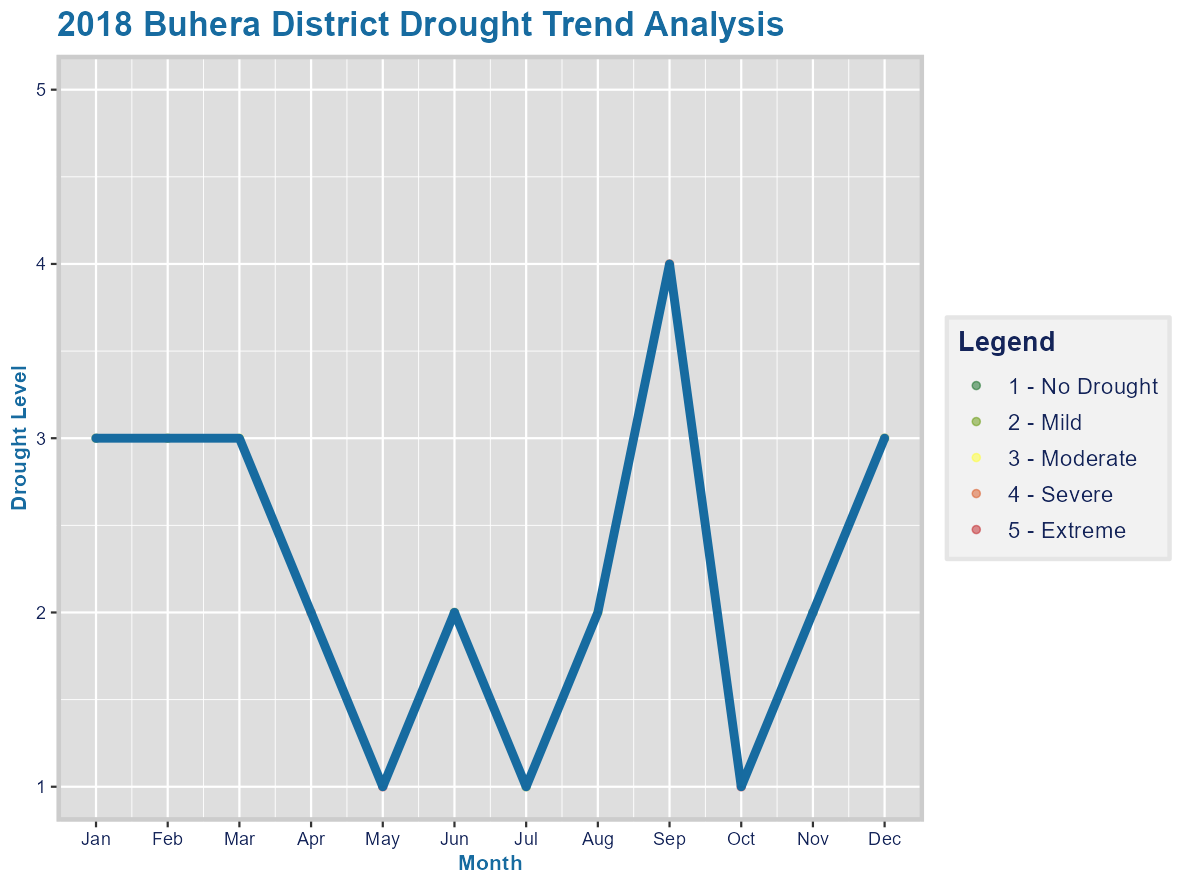 2018 Buhera District Drought Trend Analysis
Drought Level
5
4
3
2
1
Jan Feb Mar Apr May Jun Jul Aug Sep Oct Nov Dec
Month
Legend
1 - No Drought
2 - Mild
3 - Moderate
4 - Severe
5 - Extreme